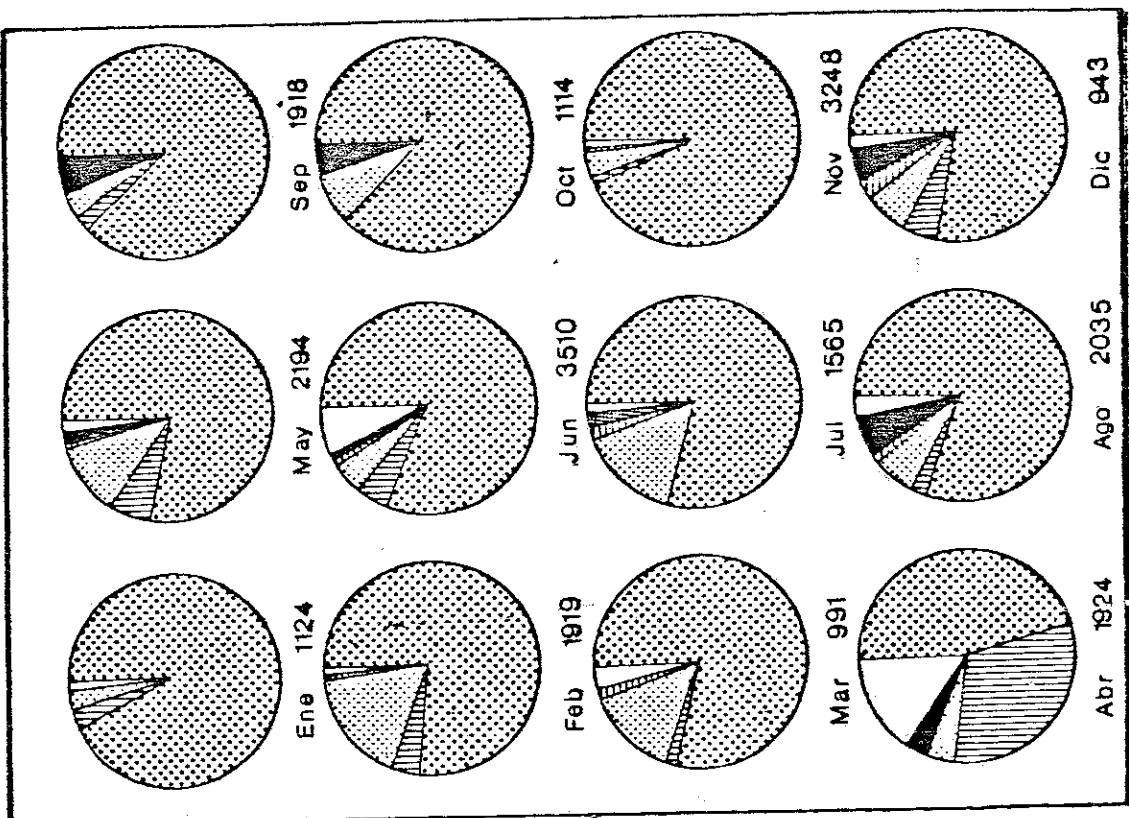 Ene 1124
Feb 1919
Mar 991
Abr 1924
May 2194
Jun 3510
Jul 1565
Ago 2035
Sep 1918
Oct 1114
Nov 3248
Dic 943